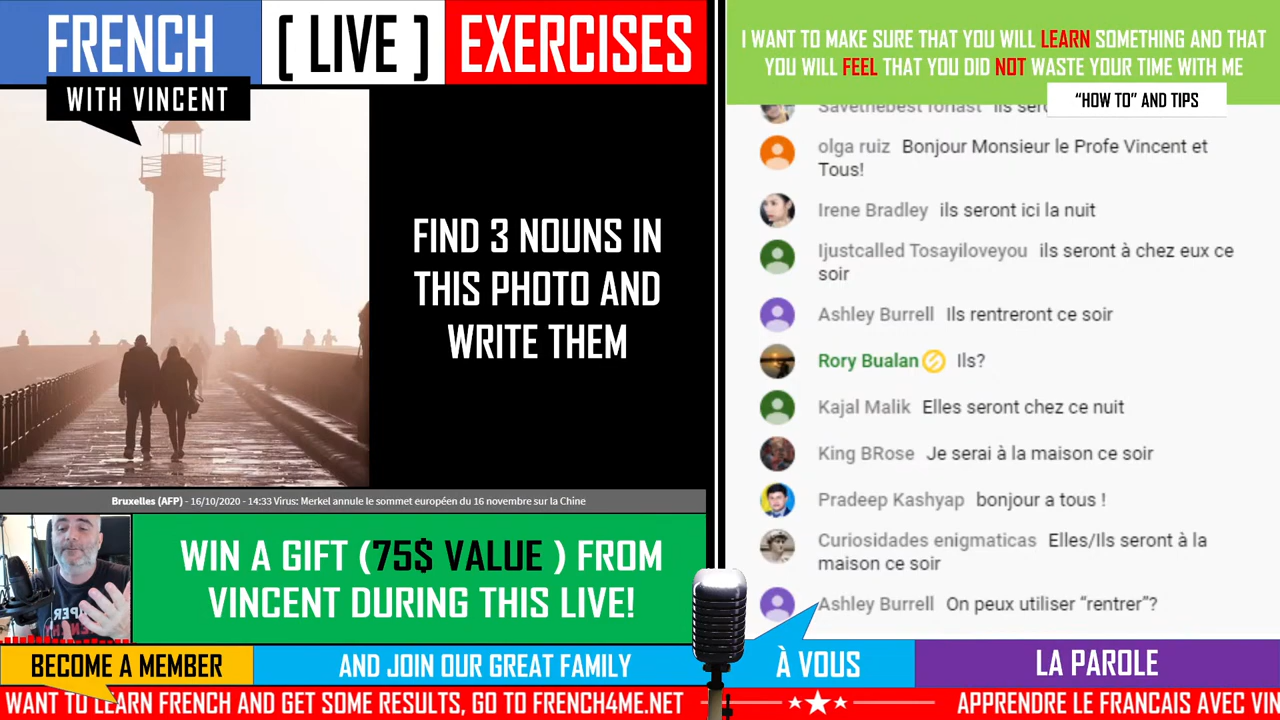 FRENCH
[ LIVE ]
EXERCISES
WITH VINCENT
FIND 3 NOUNS IN
THIS PHOTO AND
WRITE THEM
Bruxelles (AFP) - 16/10/2020 - 14:33 Virus: Merkel annule le sommet européen du 16 novembre sur la Chine
WIN A GIFT (75$ VALUE ) FROM
VINCENT DURING THIS LIVE!
BECOME A MEMBER
AND JOIN OUR GREAT FAMILY
I WANT TO MAKE SURE THAT YOU WILL LEARN SOMETHING AND THAT
YOU WILL FEEL THAT YOU DID NOT WASTE YOUR TIME WITH ME
“HOW TO” AND TIPS
olga ruiz Bonjour Monsieur le Profe Vincent et
Tous!
Irene Bradley ils seront ici la nuit
Ijustcalled Tosayiloveyou ils seront à chez eux ce
soir
Ashley Burrell Ils rentreront ce soir
Rory Bualan Ils?
Kajal Malik Elles seront chez ce nuit
King BRose Je serai à la maison ce soir
Pradeep Kashyap bonjour a tous !
Curiosidades enigmaticas Elles/Ils seront à la
maison ce soir
Ashley Burrell On peux utiliser “rentrer”?
À VOUS
LA PAROLE
WANT TO LEARN FRENCH AND GET SOME RESULTS, GO TO FRENCH4ME.NET
APPRENDRE LE FRANCAIS AVEC VIN